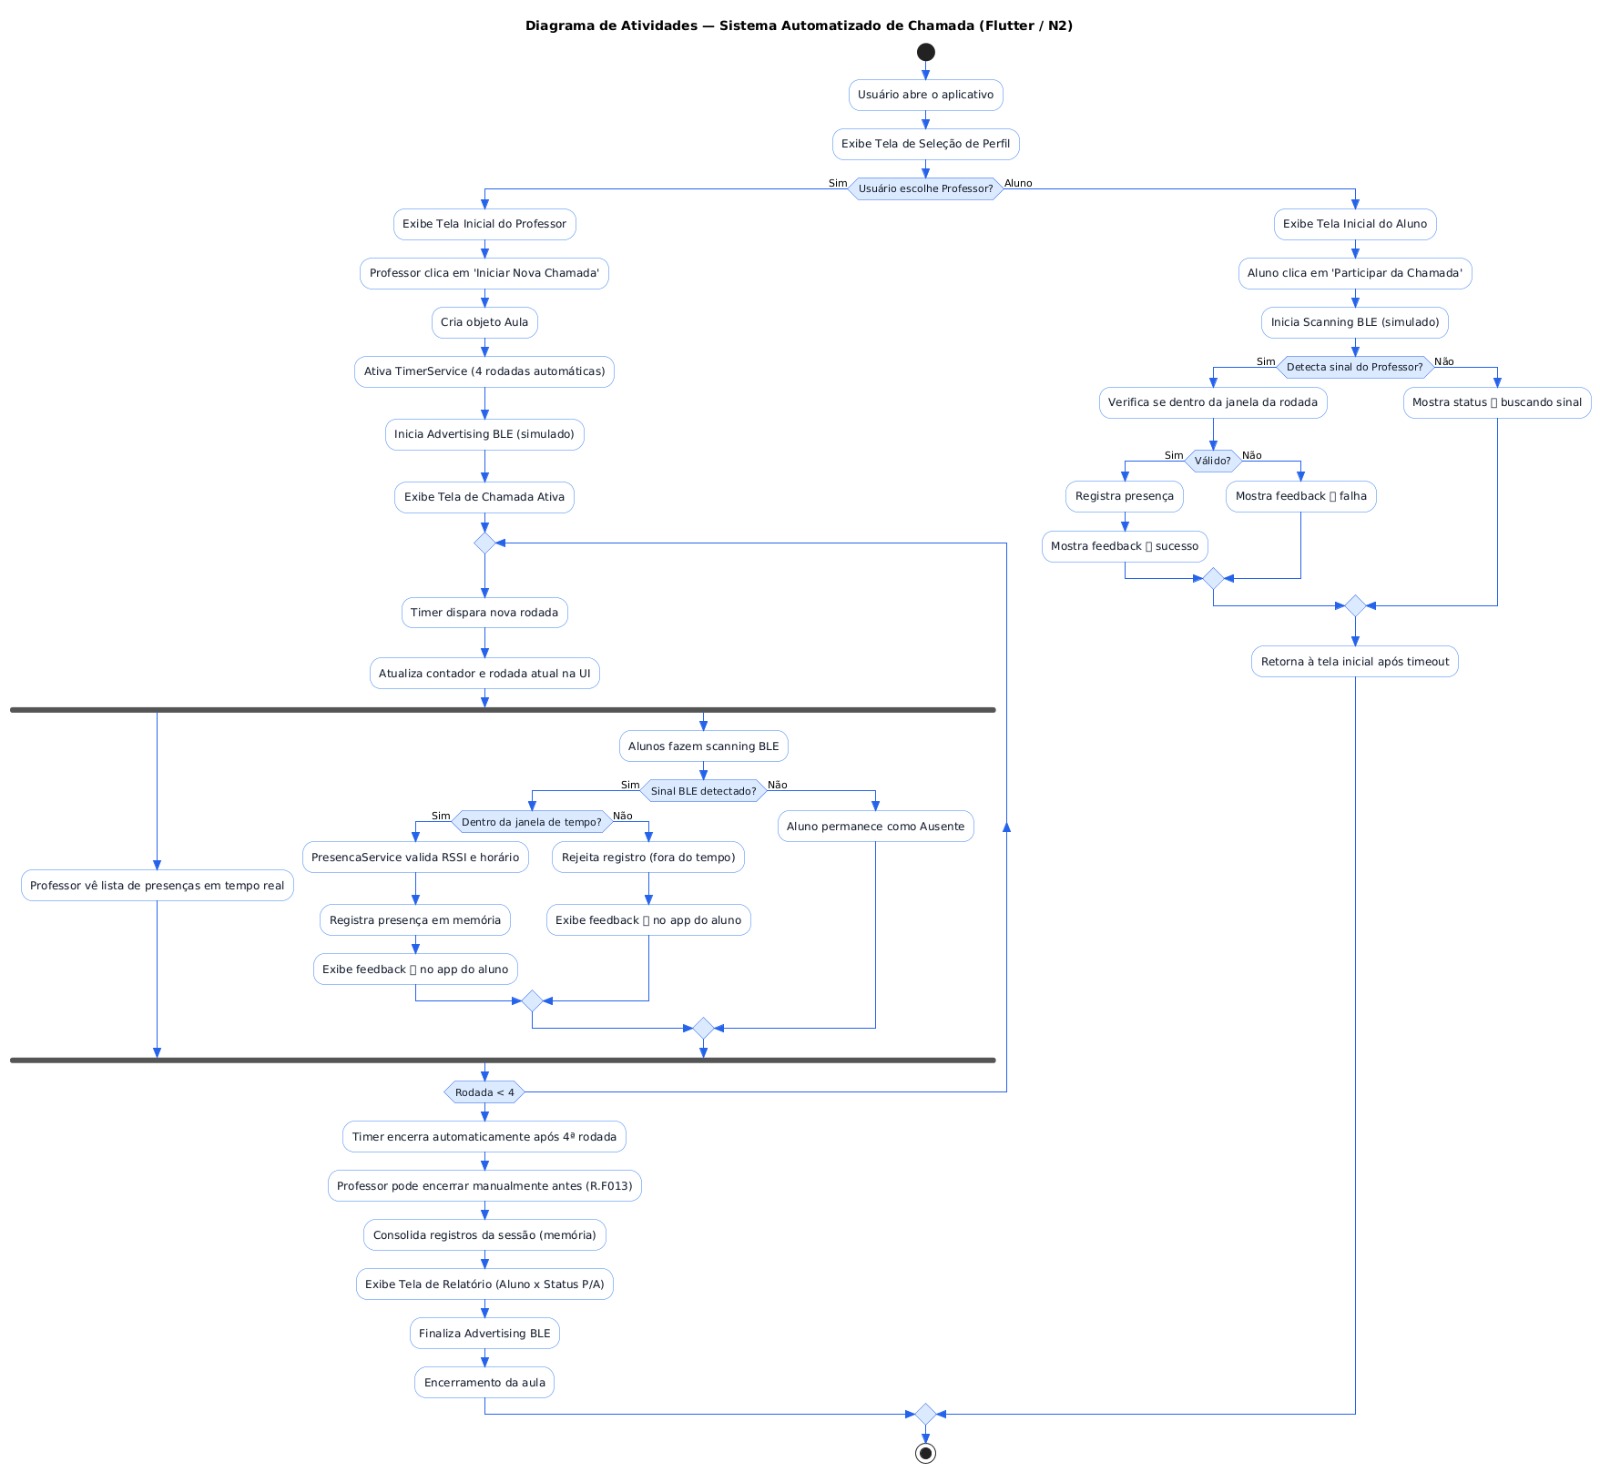 Diagrama de Atividades — Sistema Automatizado de Chamada (Flutter / N2)
Usuário abre o aplicativo
Exibe Tela de Seleção de Perfil
Sim
Usuário escolhe Professor?
Aluno
Exibe Tela Inicial do Professor
Professor clica em 'Iniciar Nova Chamada'
Cria objeto Aula
Ativa TimerService (4 rodadas automáticas)
Inicia Advertising BLE (simulado)
Exibe Tela de Chamada Ativa
Timer dispara nova rodada
Atualiza contador e rodada atual na UI
Professor vê lista de presenças em tempo real
Alunos fazem scanning BLE
Sim
Sinal BLE detectado?
Não
Sim
Dentro da janela de tempo?
Não
PresencaService valida RSSI e horário
Registra presença em memória
Exibe feedback ▯ no app do aluno
Rejeita registro (fora do tempo)
Exibe feedback ▯ no app do aluno
Aluno permanece como Ausente
Rodada < 4
Timer encerra automaticamente após 4ª rodada
Professor pode encerrar manualmente antes (R.F013)
Consolida registros da sessão (memória)
Exibe Tela de Relatório (Aluno x Status P/A)
Finaliza Advertising BLE
Encerramento da aula
Exibe Tela Inicial do Aluno
Aluno clica em 'Participar da Chamada'
Inicia Scanning BLE (simulado)
Sim
Detecta sinal do Professor?
Não
Verifica se dentro da janela da rodada
Sim
Válido?
Não
Registra presença
Mostra feedback ▯ sucesso
Mostra feedback ▯ falha
Mostra status ▯ buscando sinal
Retorna à tela inicial após timeout